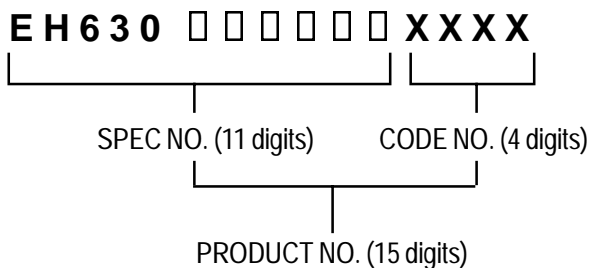 EH630 □□□□□□ XXXX
SPEC NO. (11 digits) CODE NO. (4 digits)
PRODUCT NO. (15 digits)